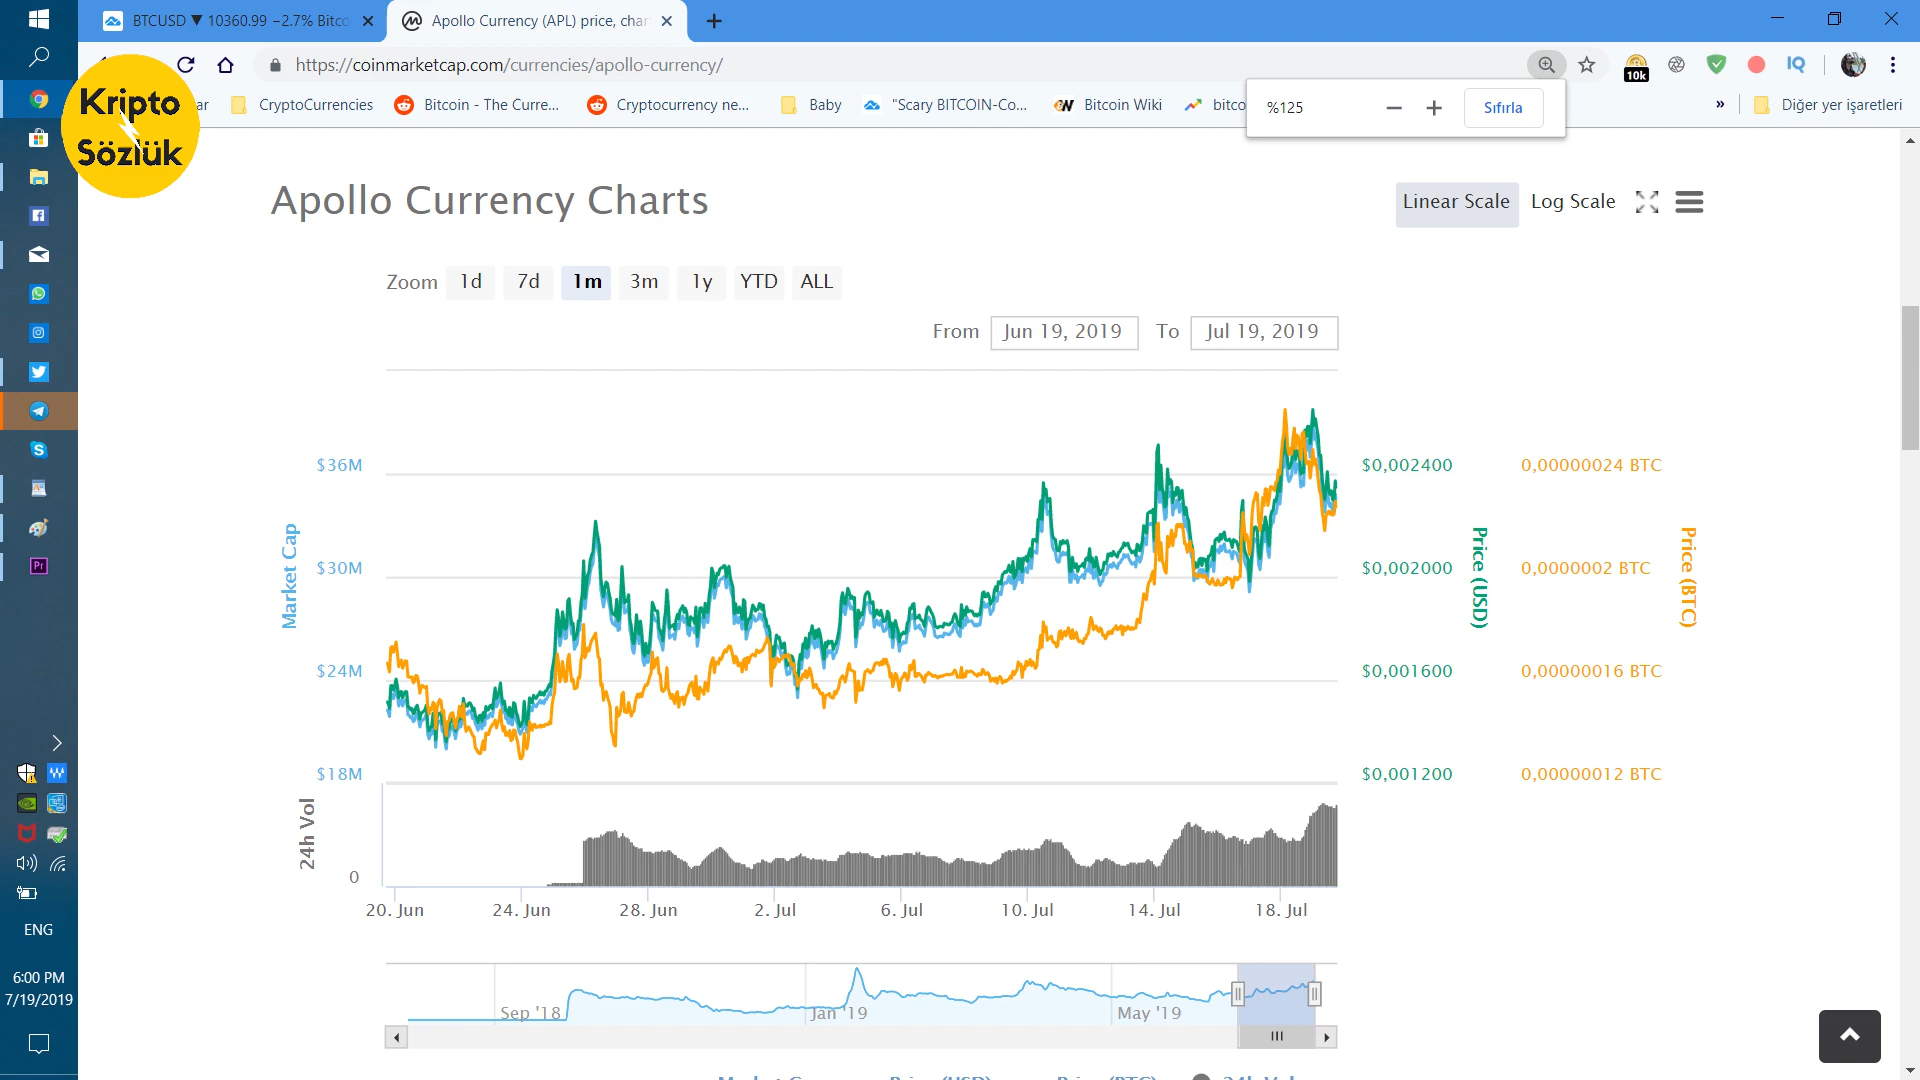 BTCUSD ▼ 10360.99 −2.7% Bitco
Apollo Currency (APL) price, char
https://coinmarketcap.com/currencies/apollo-currency/
10k
IQ
Kripto
Sözlük
ar
CryptoCurrencies
Bitcoin - The Curre...
Cryptocurrency ne...
Baby
"Scary BITCOIN-Co...
Bitcoin Wiki
bitco
»
Diğer yer işaretleri
%125
Sıfırla
Apollo Currency Charts
Linear Scale
Log Scale
Zoom 1d 7d 1m 3m 1y YTD ALL
From Jun 19, 2019 To Jul 19, 2019
$36M
$30M
$24M
$18M
Market Cap
24h Vol
0
$0,002400
$0,002000
$0,001600
$0,001200
Price (USD)
0,00000024 BTC
0,0000002 BTC
0,00000016 BTC
0,00000012 BTC
Price (BTC)
20. Jun 24. Jun 28. Jun 2. Jul 6. Jul 10. Jul 14. Jul 18. Jul
Sep '18 Jan '19 May '19
Pr
ENG
6:00 PM
7/19/2019